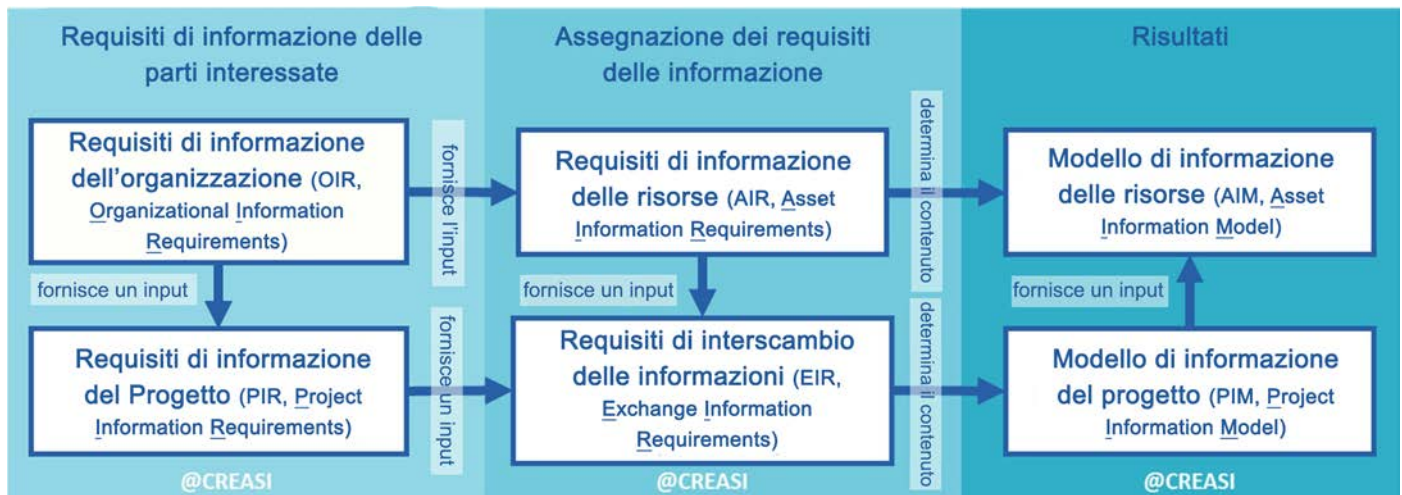 Requisiti di informazione delle
parti interessate
Requisiti di informazione
dell'organizzazione (OIR,
Organizational Information
Requirements)
fornisce l'input
fornisce un input
Requisiti di informazione
del Progetto (PIR, Project
Information Requirements)
fornisce un input
@CREASI
Assegnazione dei requisiti
delle informazione
Requisiti di informazione
delle risorse (AIR, Asset
Information Requirements)
determina il contenuto
fornisce un input
Requisiti di interscambio
delle informazioni (EIR,
Exchange Information
Requirements)
determina il contenuto
@CREASI
Risultati
Modello di informazione
delle risorse (AIM, Asset
Information Model)
fornisce un input
Modello di informazione
del progetto (PIM, Project
Information Model)
@CREASI